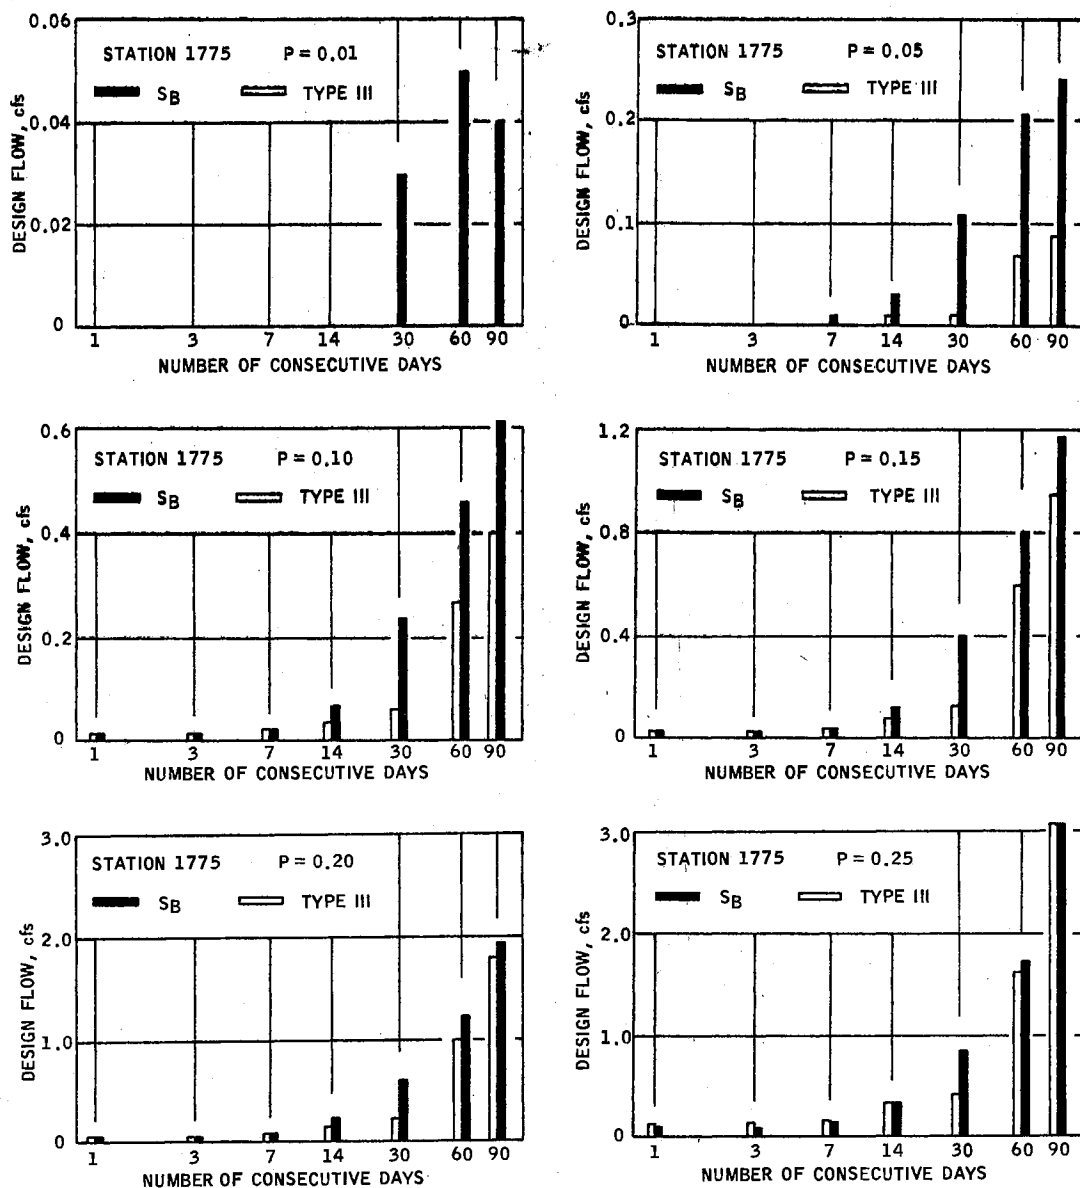 0.06
STATION 1775 P = 0.01
SB TYPE III
0.04
0.02
0
DESIGN FLOW, cfs
1 3 7 14 30 60 90
NUMBER OF CONSECUTIVE DAYS
0.3
STATION 1775 P = 0.05
SB TYPE III
0.2
0.1
0
DESIGN FLOW, cfs
1 3 7 14 30 60 90
NUMBER OF CONSECUTIVE DAYS
0.6
STATION 1775 P = 0.10
SB TYPE III
0.4
0.2
0
DESIGN FLOW, cfs
1 3 7 14 30 60 90
NUMBER OF CONSECUTIVE DAYS
1.2
STATION 1775 P = 0.15
SB TYPE III
0.8
0.4
0
DESIGN FLOW, cfs
1 3 7 14 30 60 90
NUMBER OF CONSECUTIVE DAYS
3.0
STATION 1775 P = 0.20
SB TYPE III
2.0
1.0
0
DESIGN FLOW, cfs
1 3 7 14 30 60 90
NUMBER OF CONSECUTIVE DAYS
3.0
STATION 1775 P = 0.25
SB TYPE III
2.0
1.0
0
DESIGN FLOW, cfs
1 3 7 14 30 60 90
NUMBER OF CONSECUTIVE DAYS